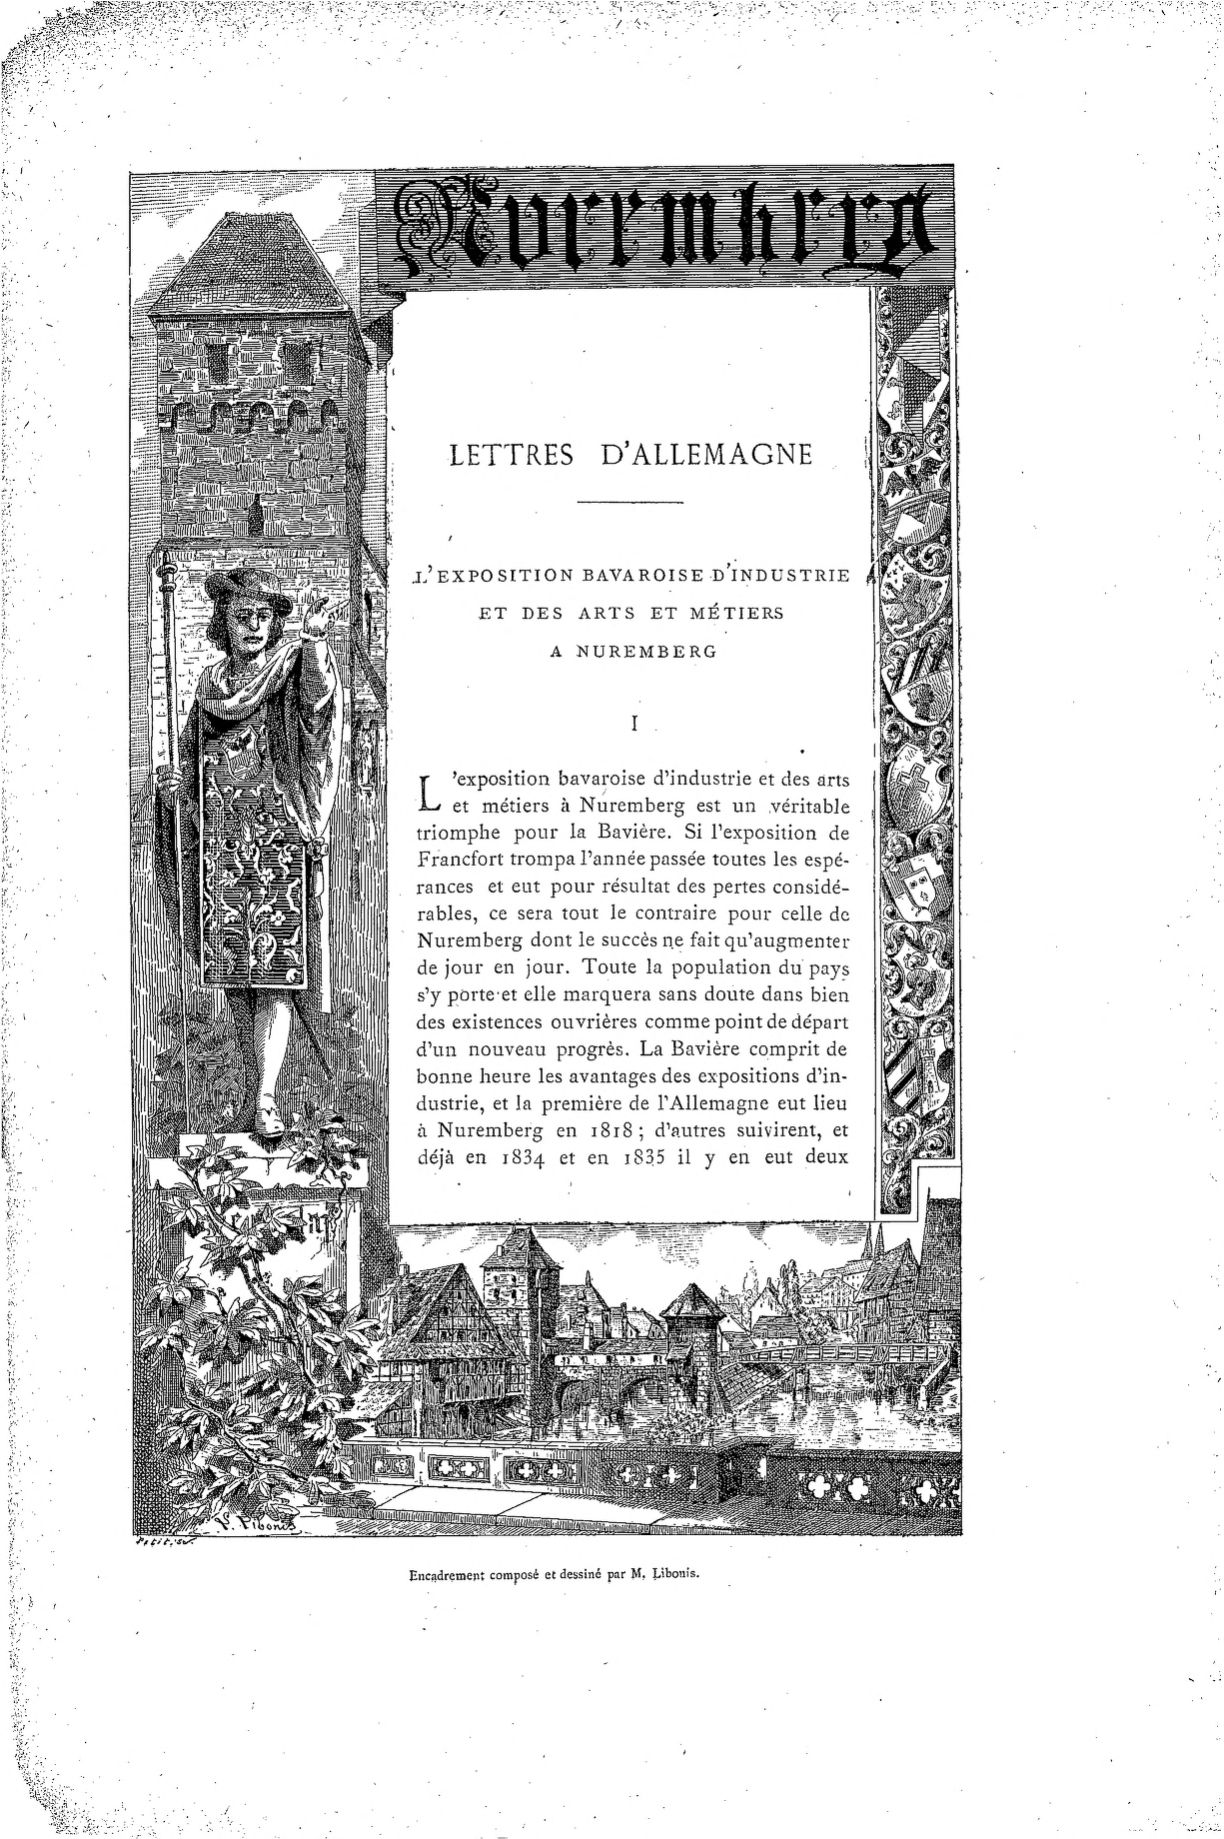 Nuremberg
LETTRES D'ALLEMAGNE
L'EXPOSITION BAVAROISE D'INDUSTRIE
ET DES ARTS ET MÉTIERS
A NUREMBERG
I
L'exposition bavaroise d'industrie et des arts
et métiers à Nuremberg est un véritable
triomphe pour la Bavière. Si l'exposition de
Francfort trompa l'année passée toutes les espé-
rances et eut pour résultat des pertes considé-
rables, ce sera tout le contraire pour celle de
Nuremberg dont le succès ne fait qu'augmenter
de jour en jour. Toute la population du pays
s'y porte et elle marquera sans doute dans bien
des existences ouvrières comme point de départ
d'un nouveau progrès. La Bavière comprit de
bonne heure les avantages des expositions d'in-
dustrie, et la première de l'Allemagne eut lieu
à Nuremberg en 1818 ; d'autres suivirent, et
déjà en 1834 et en 1835 il y en eut deux
Libonis
Petit, sc.
Encadrement composé et dessiné par M. Libonis.